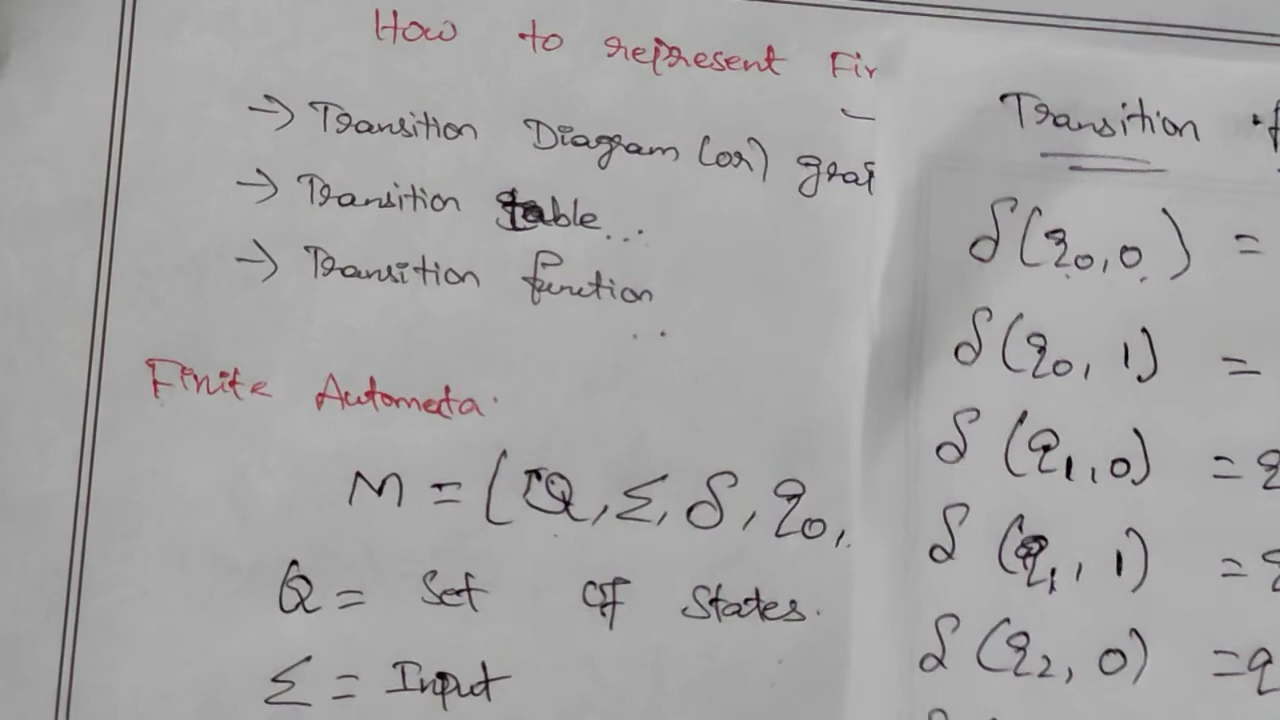 How to represent Fir
→ Transition Diagram (or) gra
→ Transition table...
→ Transition function
Finite Automata.
M = (Q, Σ, δ, q0,
Q = Set of States.
Σ = Input
Transition
δ(q0, 0) =
δ(q0, 1) =
δ(q1, 0) =
δ(q1, 1) =
δ(q2, 0) = q